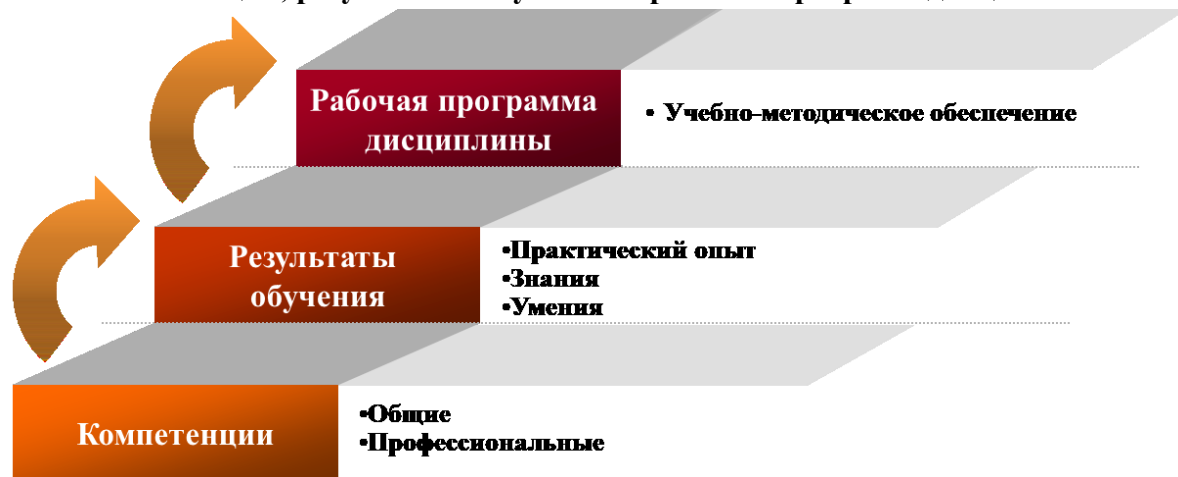 Рабочая программа
дисциплины
• Учебно-методическое обеспечение
Результаты
обучения
•Практический опыт
•Знания
•Умения
Компетенции
•Общие
•Профессиональные